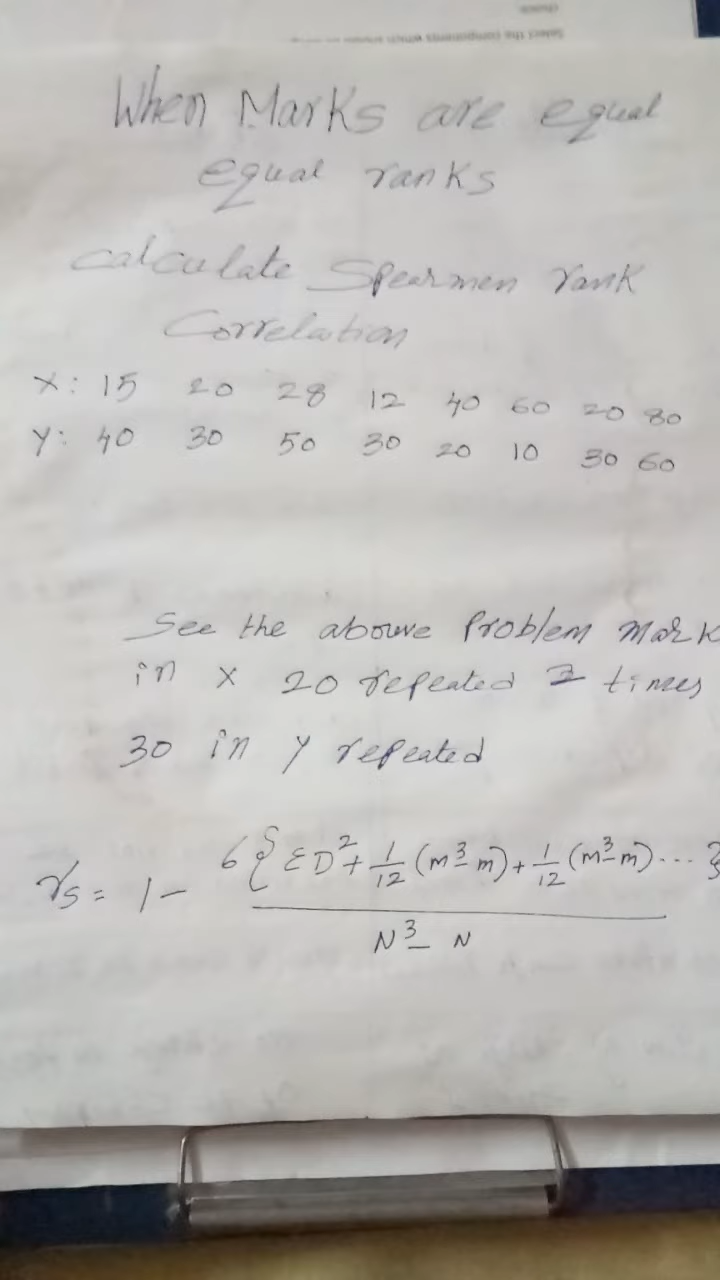 When Marks are equal
equal ranks
calculate Spearmen rank
Correlation
X: 15 20 28 12 40 60 20 80
Y: 40 30 50 30 20 10 30 60
See the abouve Problem Mark
in X 20 repeated 2 times
30 in Y repeated
rs = 1 - 6{ΣD²+ 1/12 (m³-m)+ 1/12 (m³-m)...}
N³- N